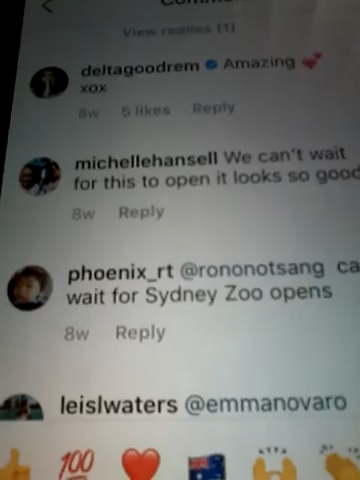 View replies (1)
deltagoodrem Amazing 💕
xox
8w 5 likes Reply
michellehansell We can't wait
for this to open it looks so good
8w Reply
phoenix_rt @rononotsang ca
wait for Sydney Zoo opens
8w Reply
leislwaters @emmanovaro
👍 💯 ❤️ 🇦🇺 🙌 👏